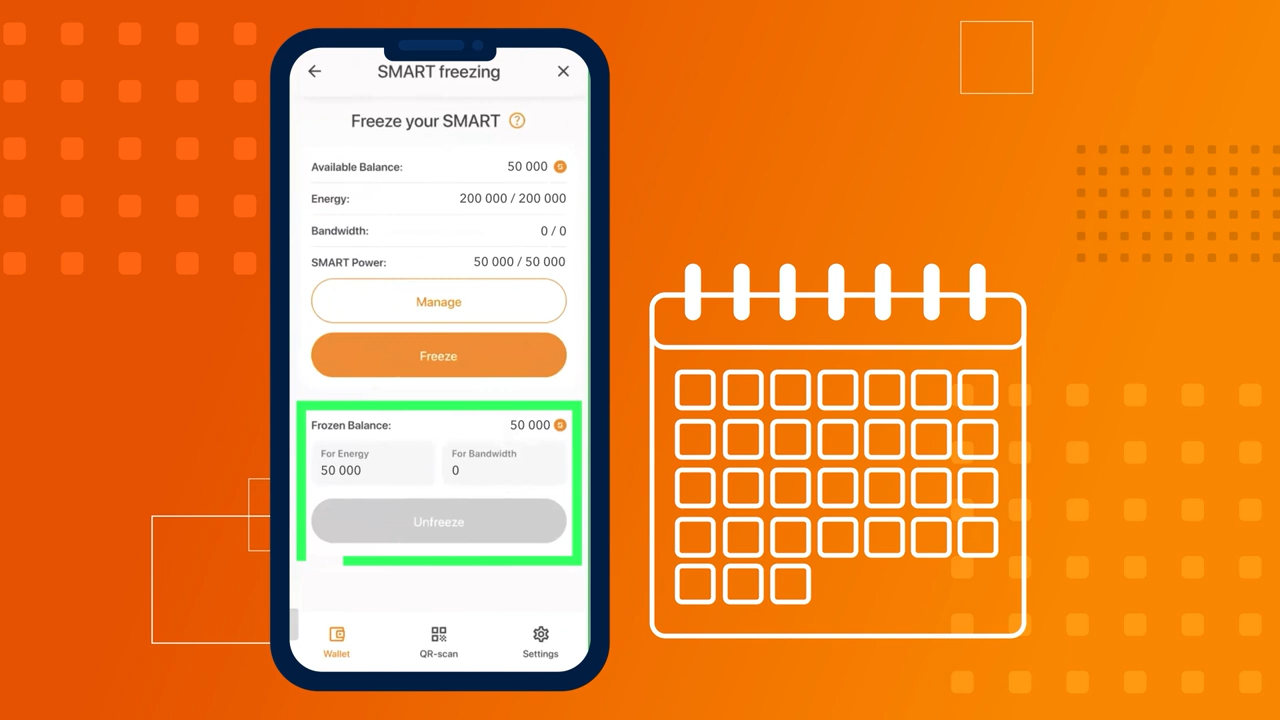 SMART freezing
Freeze your SMART ?
Available Balance: 50 000 S
Energy: 200 000 / 200 000
Bandwidth: 0 / 0
SMART Power: 50 000 / 50 000
Manage
Freeze
Frozen Balance: 50 000 S
For Energy For Bandwidth
50 000 0
Unfreeze
Wallet QR-scan Settings